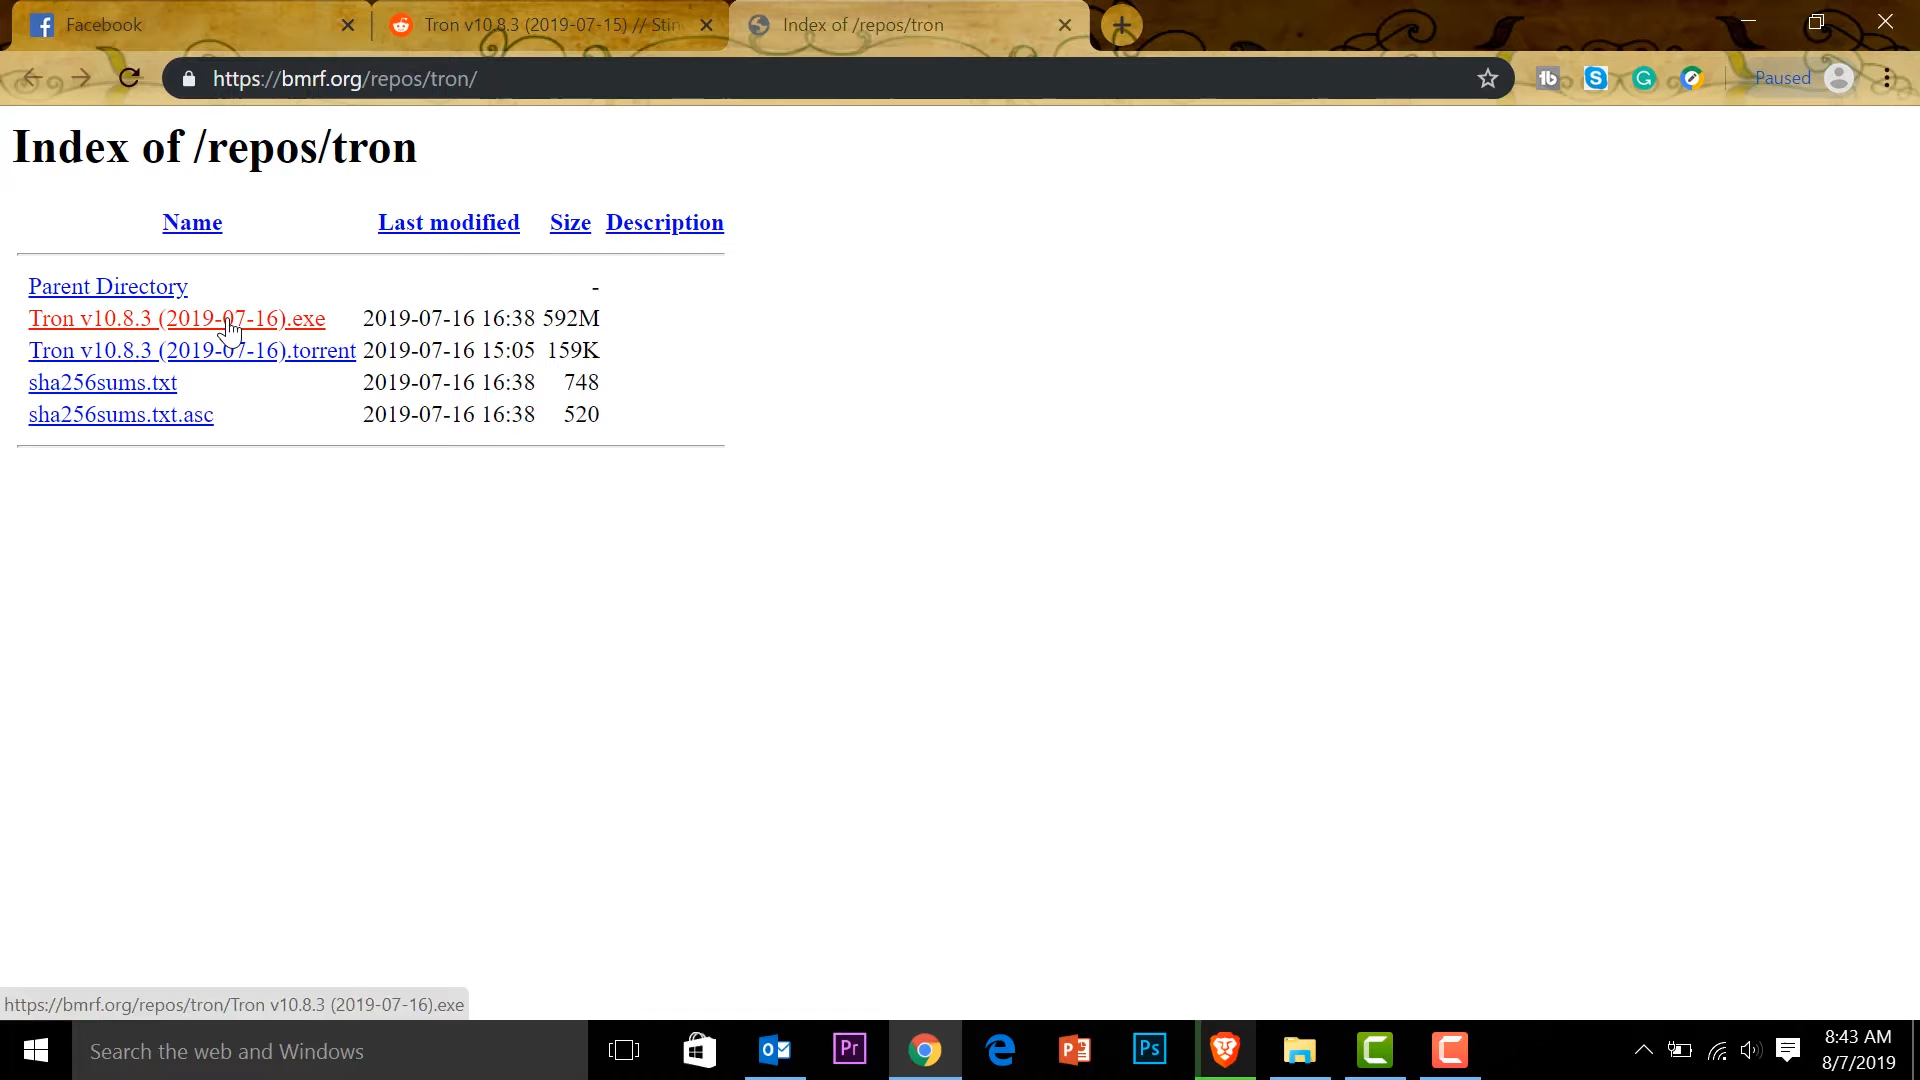 Facebook
Tron v10.8.3 (2019-07-15) // Stin
Index of /repos/tron
https://bmrf.org/repos/tron/
Paused
Index of /repos/tron
Name Last modified Size Description
Parent Directory -
Tron v10.8.3 (2019-07-16).exe 2019-07-16 16:38 592M
Tron v10.8.3 (2019-07-16).torrent 2019-07-16 15:05 159K
sha256sums.txt 2019-07-16 16:38 748
sha256sums.txt.asc 2019-07-16 16:38 520
https://bmrf.org/repos/tron/Tron v10.8.3 (2019-07-16).exe
Search the web and Windows
8:43 AM
8/7/2019